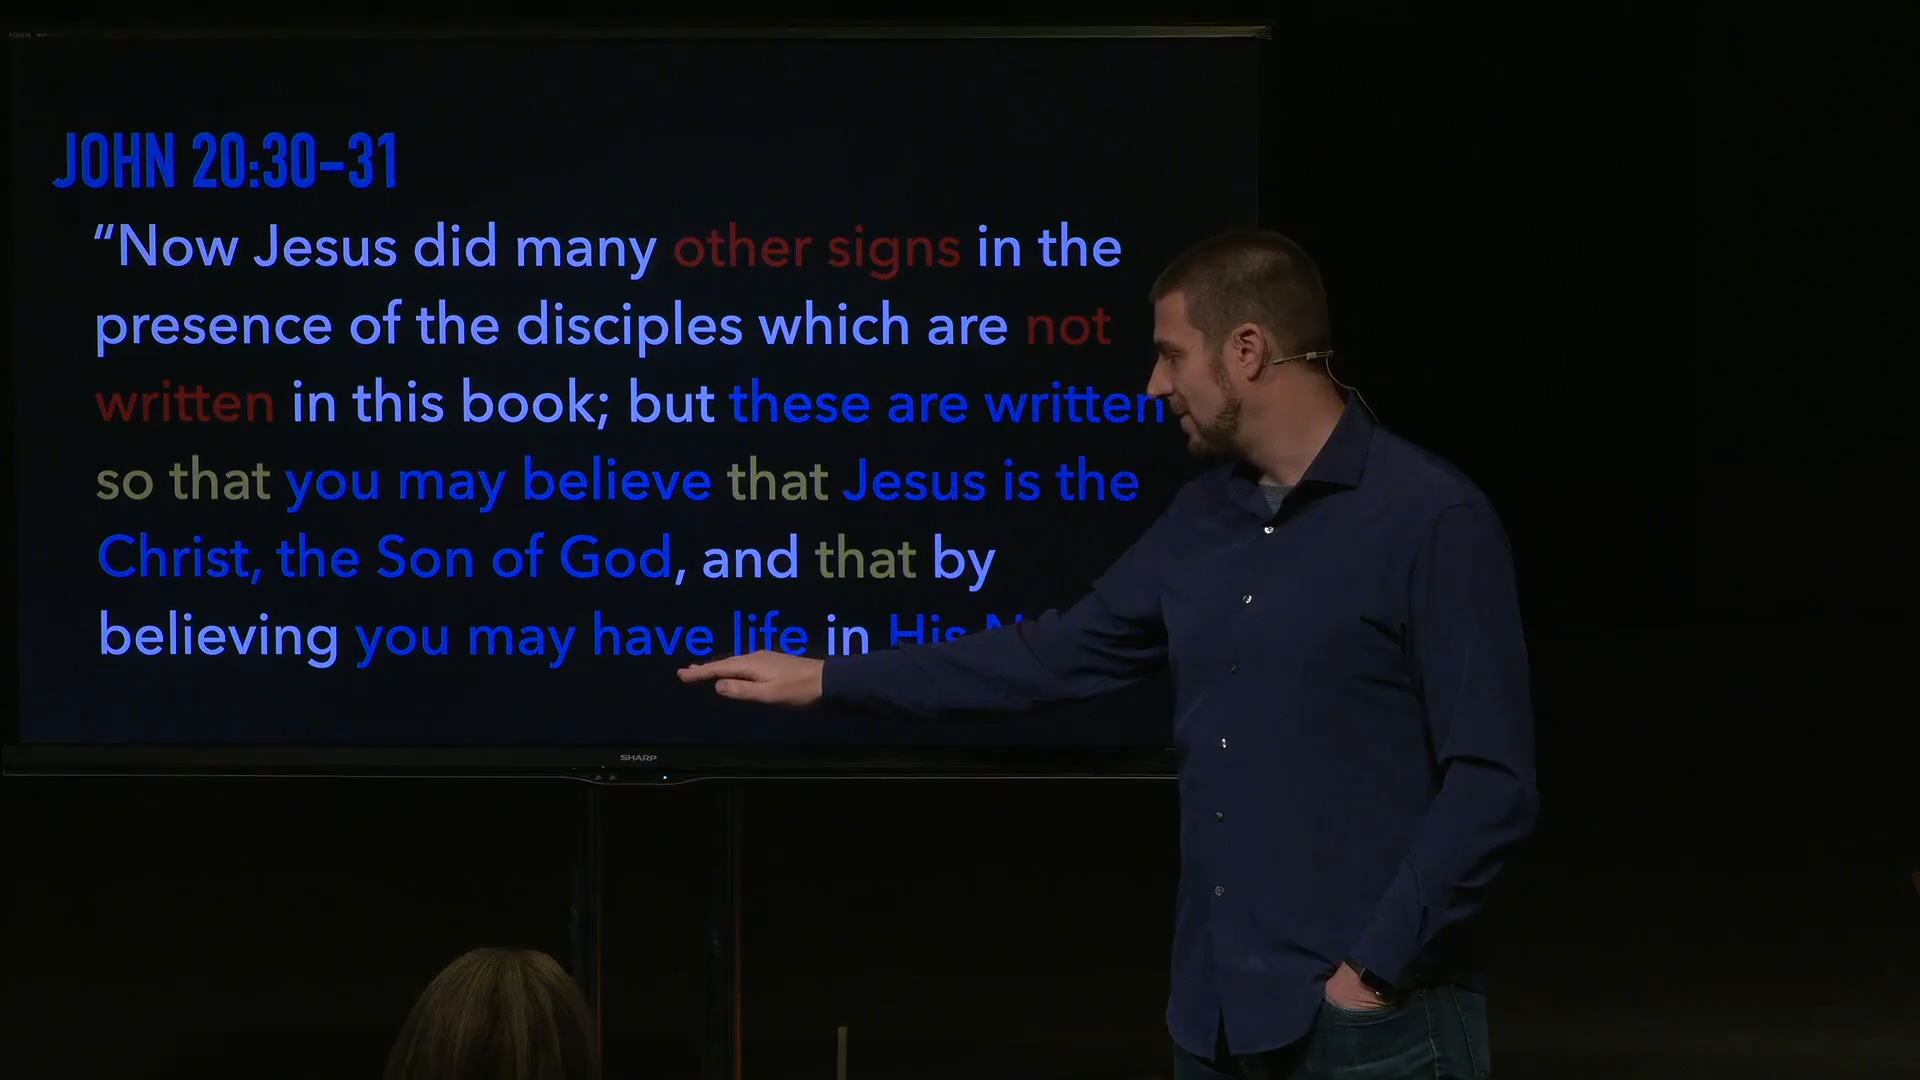 JOHN 20:30–31
“Now Jesus did many other signs in the
presence of the disciples which are not
written in this book; but these are written
so that you may believe that Jesus is the
Christ, the Son of God, and that by
believing you may have life in His
SHARP